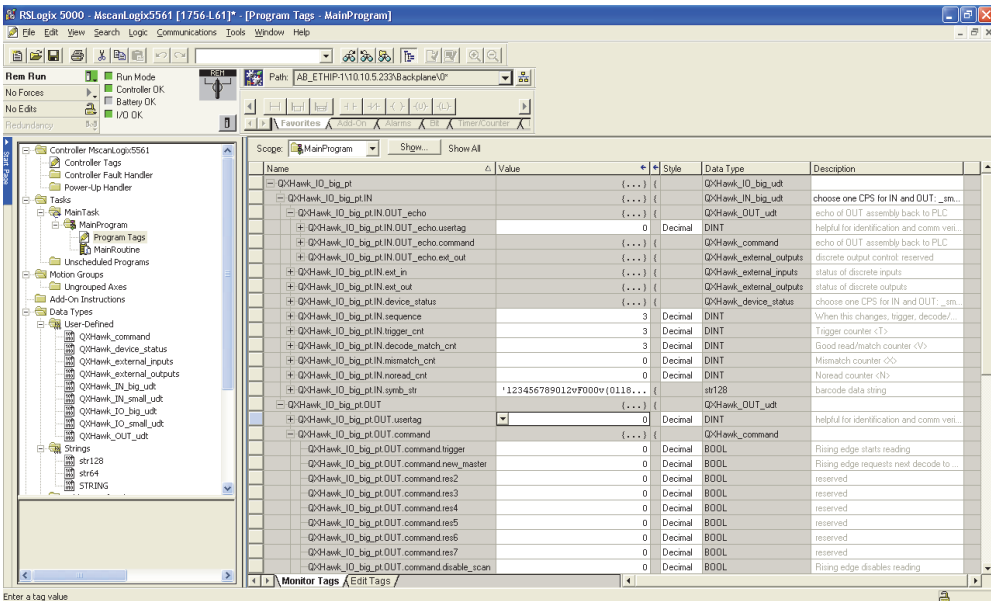 RSLogix 5000 - MscanLogix5561 [1756-L61]* - [Program Tags - MainProgram]
File Edit View Search Logic Communications Tools Window Help
Rem Run
No Forces
No Edits
Redundancy
Run Mode
Controller OK
Battery OK
I/O OK
REM
Path: AB_ETHIP-1\10.10.5.233\Backplane\0*
Favorites Add-On Alarms Bit Timer/Counter
Start Page
Controller MscanLogix5561
Controller Tags
Controller Fault Handler
Power-Up Handler
Tasks
MainTask
MainProgram
Program Tags
MainRoutine
Unscheduled Programs
Motion Groups
Ungrouped Axes
Add-On Instructions
Data Types
User-Defined
QXHawk_command
QXHawk_device_status
QXHawk_external_inputs
QXHawk_external_outputs
QXHawk_IN_big_udt
QXHawk_IN_small_udt
QXHawk_IO_big_udt
QXHawk_IO_small_udt
QXHawk_OUT_udt
Strings
str128
str64
STRING
Scope: MainProgram Show... Show All
Name Value Style Data Type Description
QXHawk_IO_big_pt {...} { QXHawk_IO_big_udt
QXHawk_IO_big_pt.IN {...} { QXHawk_IN_big_udt choose one CPS for IN and OUT: _sm...
QXHawk_IO_big_pt.IN.OUT_echo {...} { QXHawk_OUT_udt echo of OUT assembly back to PLC
QXHawk_IO_big_pt.IN.OUT_echo.usertag 0 Decimal DINT helpful for identification and comm veri...
QXHawk_IO_big_pt.IN.OUT_echo.command {...} { QXHawk_command echo of OUT assembly back to PLC
QXHawk_IO_big_pt.IN.OUT_echo.ext_out {...} { QXHawk_external_outputs discrete output control: reserved
QXHawk_IO_big_pt.IN.ext_in {...} { QXHawk_external_inputs status of discrete inputs
QXHawk_IO_big_pt.IN.ext_out {...} { QXHawk_external_outputs status of discrete outputs
QXHawk_IO_big_pt.IN.device_status {...} { QXHawk_device_status choose one CPS for IN and OUT: _sm...
QXHawk_IO_big_pt.IN.sequence 3 Decimal DINT When this changes, trigger, decode/...
QXHawk_IO_big_pt.IN.trigger_cnt 3 Decimal DINT Trigger counter <T>
QXHawk_IO_big_pt.IN.decode_match_cnt 3 Decimal DINT Good read/match counter <V>
QXHawk_IO_big_pt.IN.mismatch_cnt 0 Decimal DINT Mismatch counter <X>
QXHawk_IO_big_pt.IN.noread_cnt 0 Decimal DINT Noread counter <N>
QXHawk_IO_big_pt.IN.symb_str '123456789012vF000v(0118... { str128 barcode data string
QXHawk_IO_big_pt.OUT {...} { QXHawk_OUT_udt
QXHawk_IO_big_pt.OUT.usertag 0 Decimal DINT helpful for identification and comm veri...
QXHawk_IO_big_pt.OUT.command {...} { QXHawk_command
QXHawk_IO_big_pt.OUT.command.trigger 0 Decimal BOOL Rising edge starts reading
QXHawk_IO_big_pt.OUT.command.new_master 0 Decimal BOOL Rising edge requests next decode to ...
QXHawk_IO_big_pt.OUT.command.res2 0 Decimal BOOL reserved
QXHawk_IO_big_pt.OUT.command.res3 0 Decimal BOOL reserved
QXHawk_IO_big_pt.OUT.command.res4 0 Decimal BOOL reserved
QXHawk_IO_big_pt.OUT.command.res5 0 Decimal BOOL reserved
QXHawk_IO_big_pt.OUT.command.res6 0 Decimal BOOL reserved
QXHawk_IO_big_pt.OUT.command.res7 0 Decimal BOOL reserved
QXHawk_IO_big_pt.OUT.command.disable_scan 0 Decimal BOOL Rising edge disables reading
Monitor Tags Edit Tags
Enter a tag value